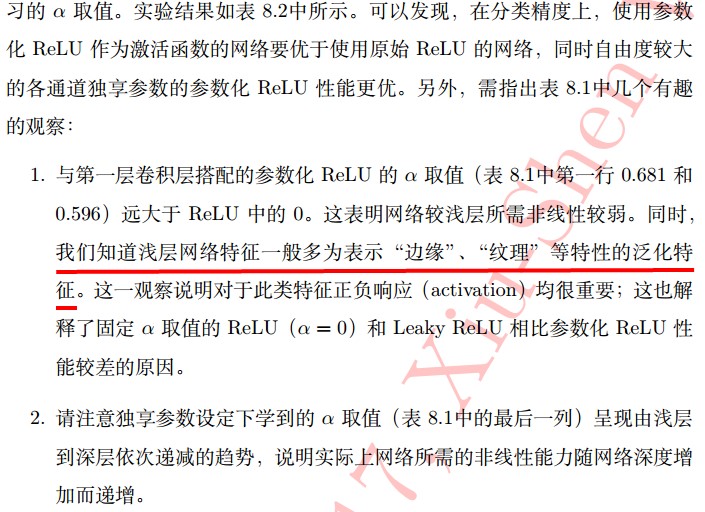 习的 α 取值。实验结果如表 8.2中所示。可以发现，在分类精度上，使用参数
化 ReLU 作为激活函数的网络要优于使用原始 ReLU 的网络，同时自由度较大
的各通道独享参数的参数化 ReLU 性能更优。另外，需指出表 8.1中几个有趣
的观察：
1. 与第一层卷积层搭配的参数化 ReLU 的 α 取值（表 8.1中第一行 0.681 和
0.596）远大于 ReLU 中的 0。这表明网络较浅层所需非线性较弱。同时，
我们知道浅层网络特征一般多为表示“边缘”、“纹理”等特性的泛化特
征。这一观察说明对于此类特征正负响应（activation）均很重要；这也解
释了固定 α 取值的 ReLU（α = 0）和 Leaky ReLU 相比参数化 ReLU 性
能较差的原因。
2. 请注意独享参数设定下学到的 α 取值（表 8.1中的最后一列）呈现由浅层
到深层依次递减的趋势，说明实际上网络所需的非线性能力随网络深度增
加而递增。
17, Xiu-Shen